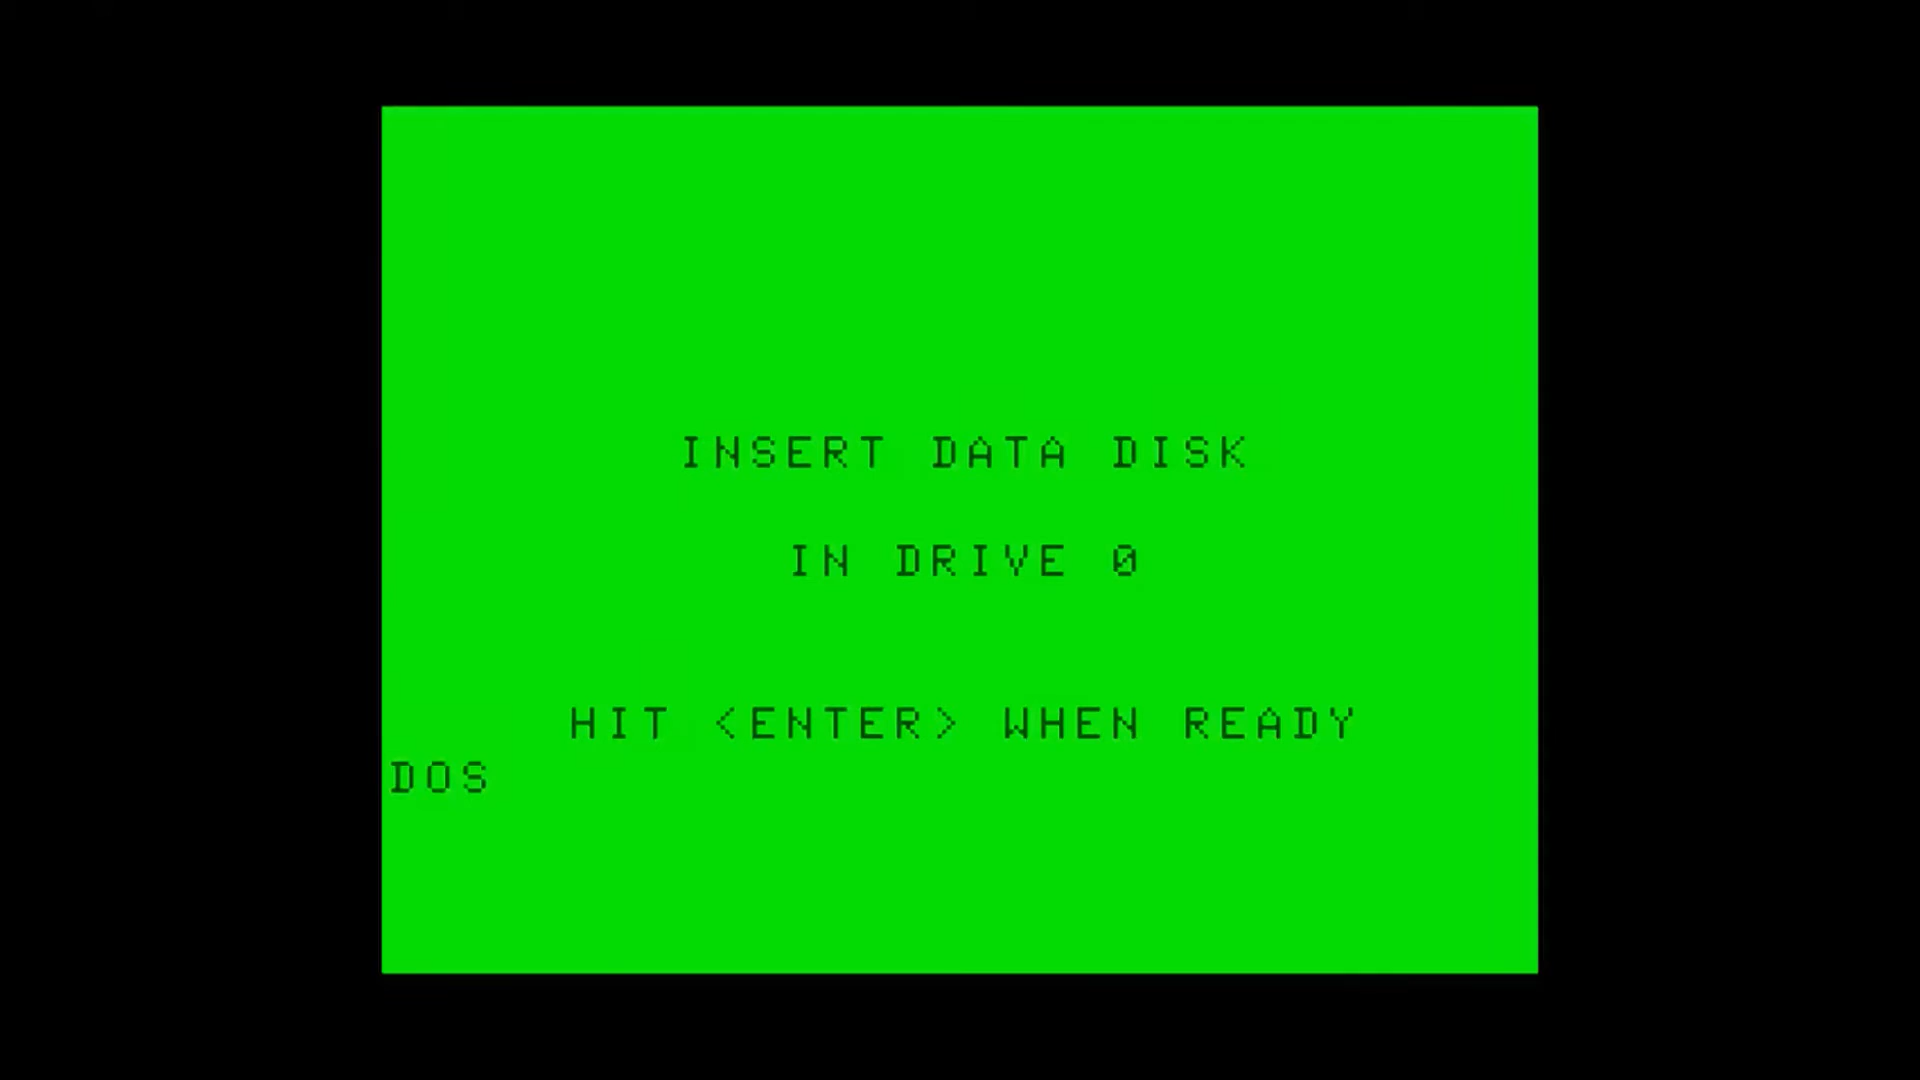 INSERT DATA DISK
IN DRIVE 0
HIT <ENTER> WHEN READY
DOS